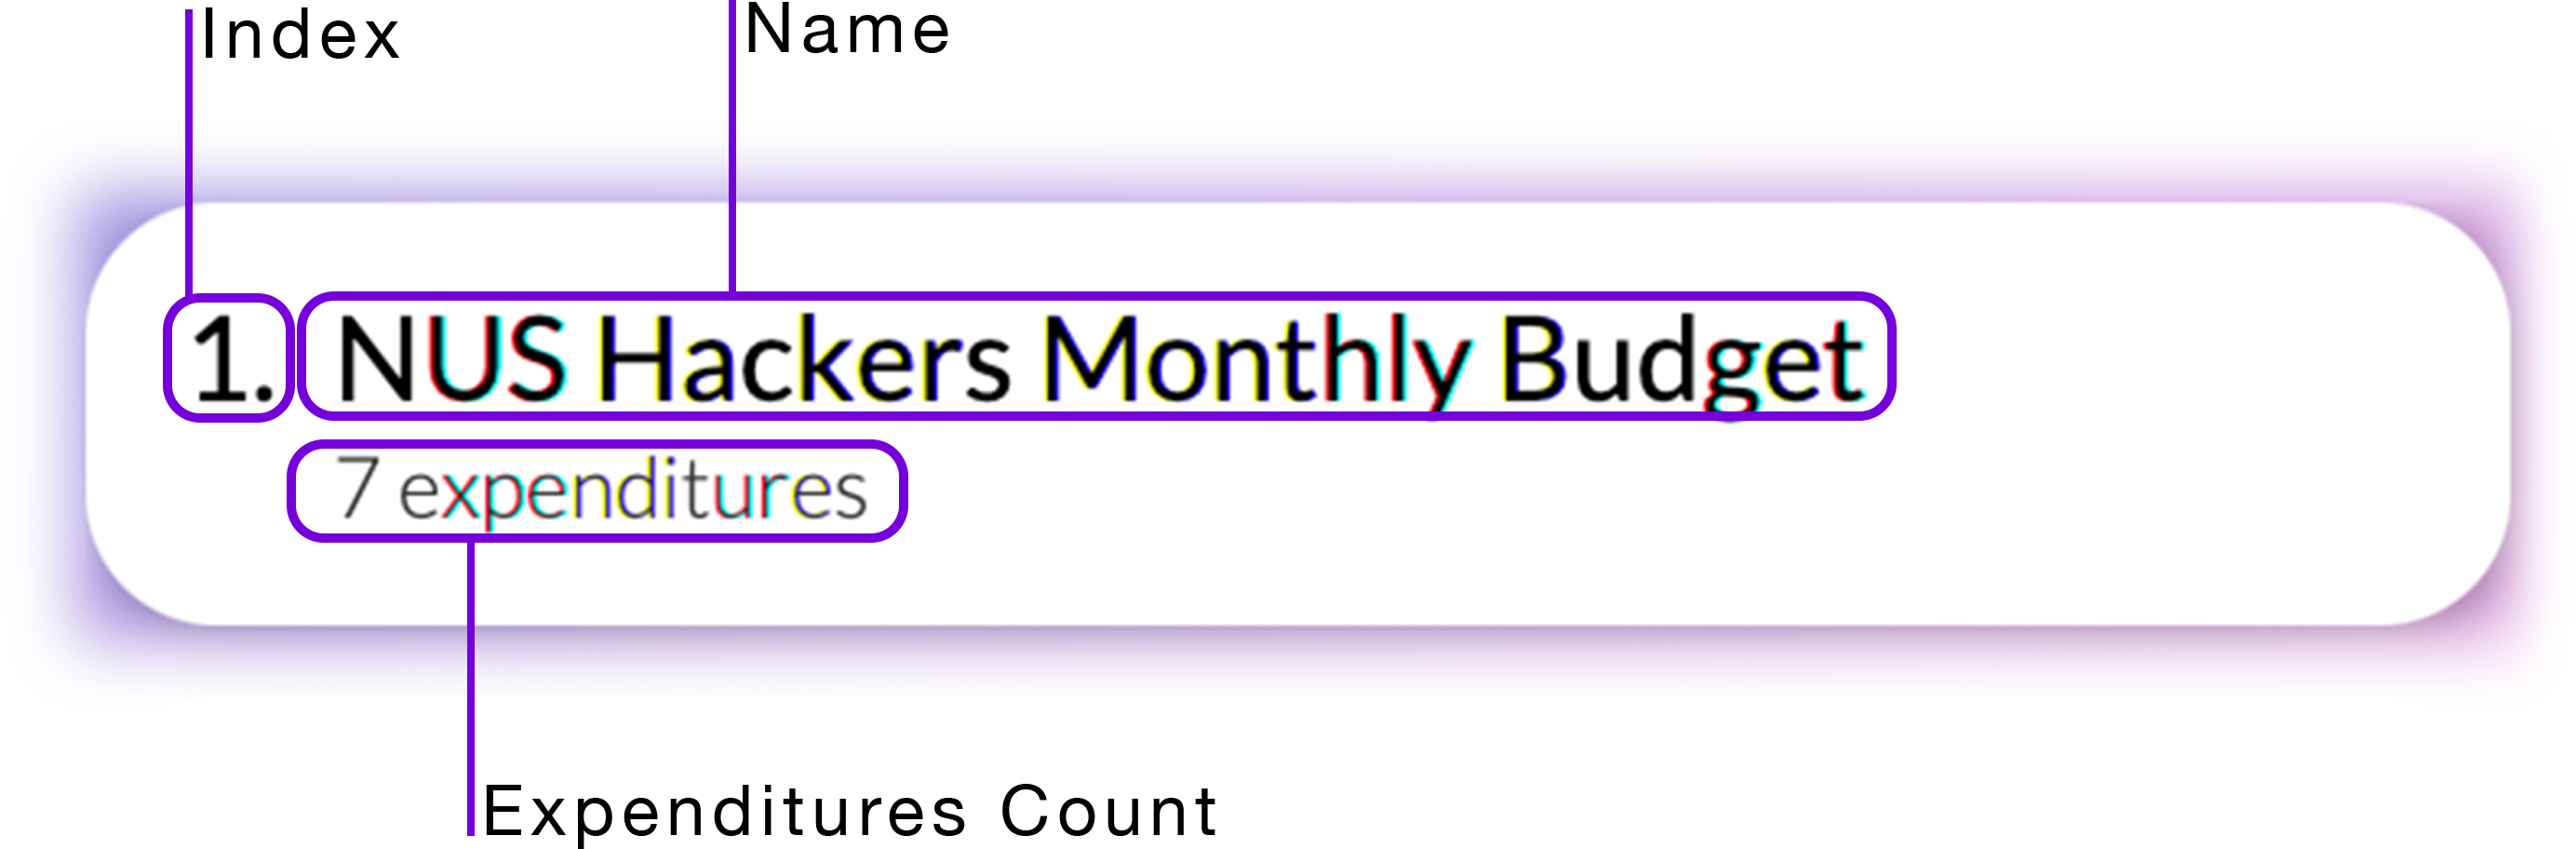 Index
Name
1. NUS Hackers Monthly Budget
7 expenditures
Expenditures Count